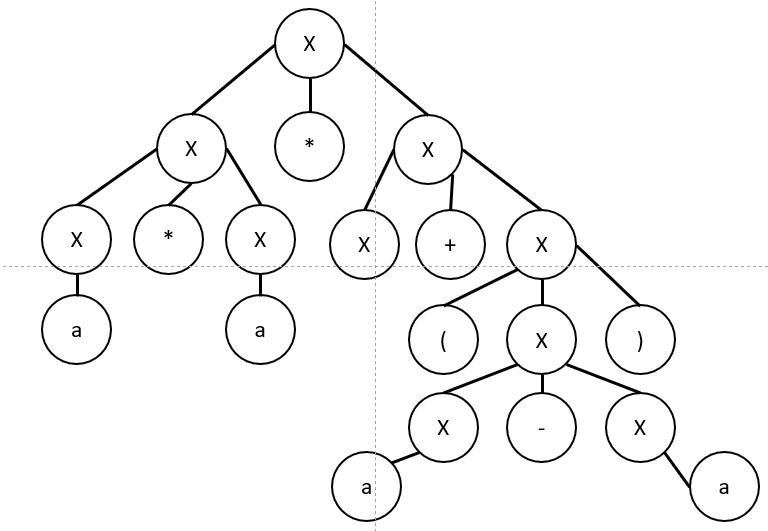 X
X * X
X * X X + X
a a ( X )
X - X
a a